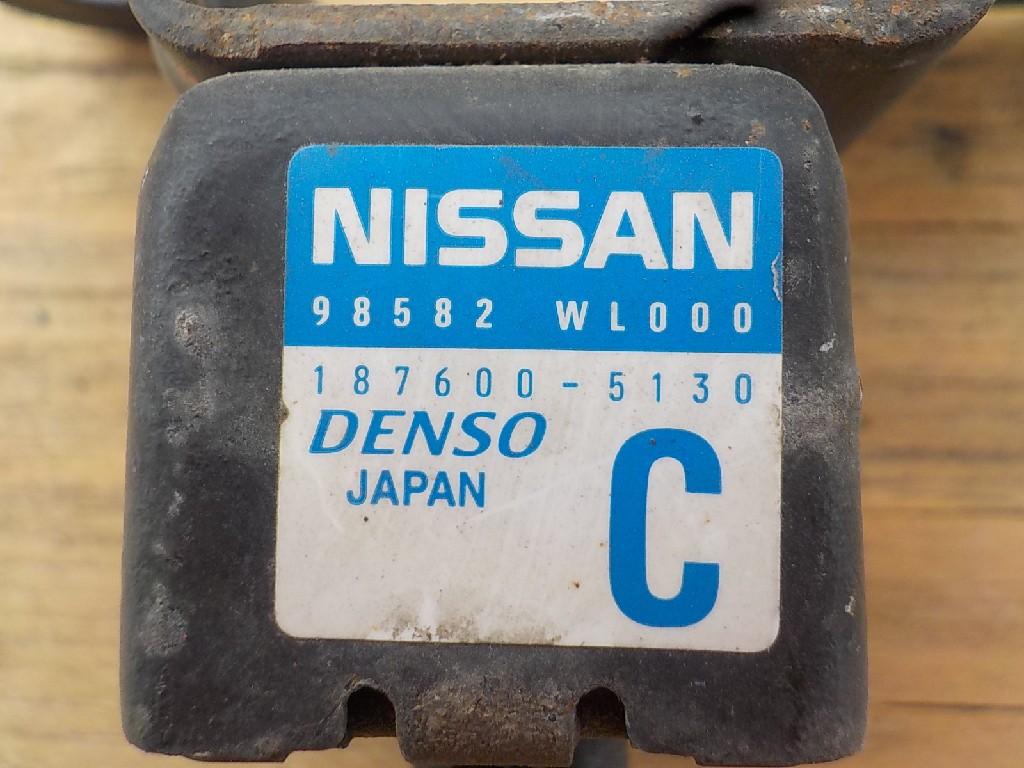 NISSAN
98582 WL000
187600-5130
DENSO
JAPAN
C